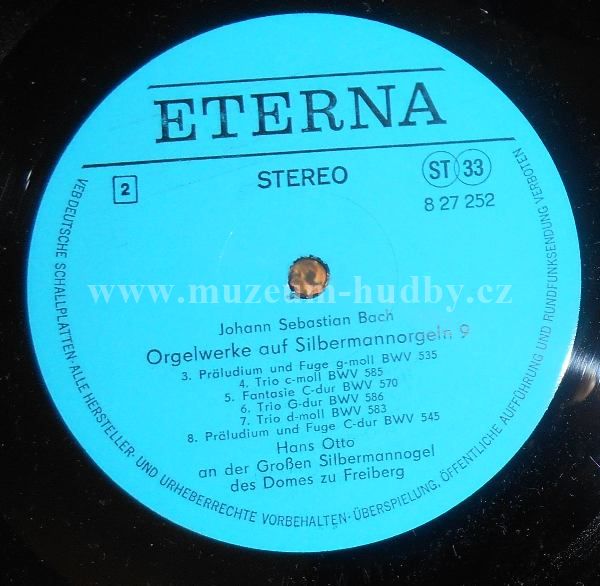 ETERNA
2 STEREO ST 33
8 27 252
www.muzeum-hudby.cz
Johann Sebastian Bach
Orgelwerke auf Silbermannorgeln 9
3. Präludium und Fuge g-moll BWV 535
4. Trio c-moll BWV 585
5. Fantasie C-dur BWV 570
6. Trio G-dur BWV 586
7. Trio d-moll BWV 583
8. Präludium und Fuge C-dur BWV 545
Hans Otto
an der Großen Silbermannogel
des Domes zu Freiberg
VEB DEUTSCHE SCHALLPLATTEN · ALLE HERSTELLER- UND URHEBERRECHTE VORBEHALTEN · ÜBERSPIELUNG, ÖFFENTLICHE AUFFÜHRUNG UND RUNDFUNKSENDUNG VERBOTEN